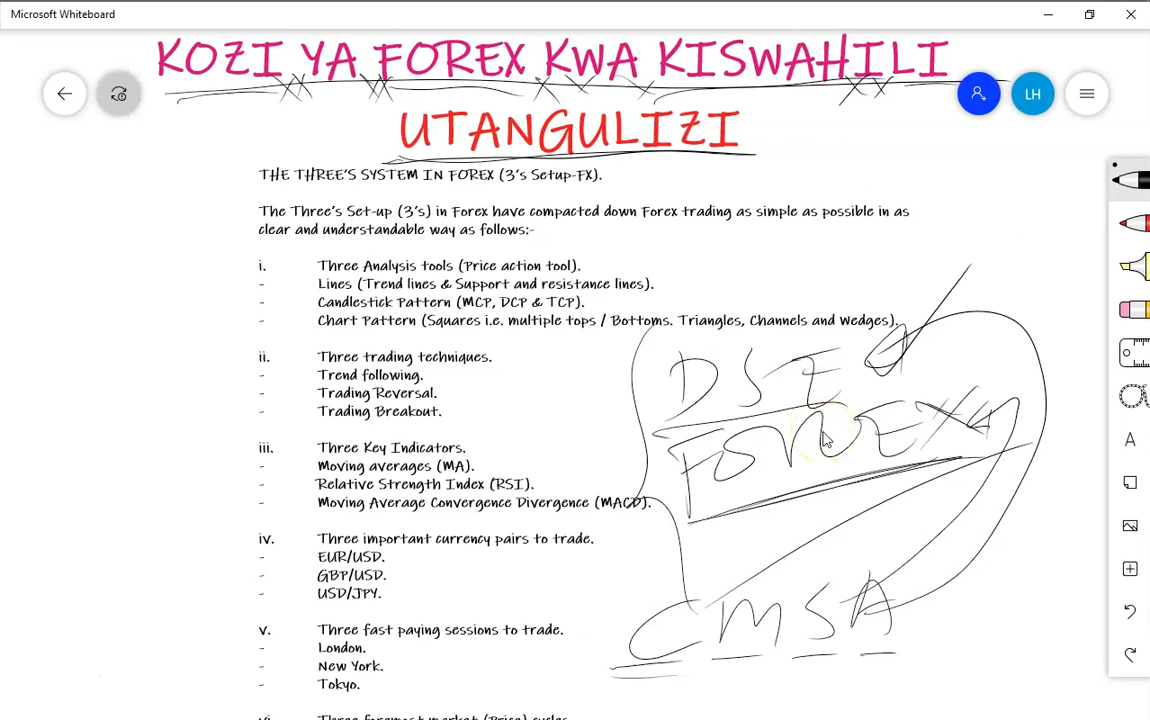 Microsoft Whiteboard
KOZI YA FOREX KWA KISWAHILI
LH
UTANGULIZI
THE THREE'S SYSTEM IN FOREX (3's Setup-FX).
The Three's Set-up (3's) in Forex have compacted down Forex trading as simple as possible in as
clear and understandable way as follows:-
i. Three Analysis tools (Price action tool).
- Lines (Trend lines & Support and resistance lines).
- Candlestick Pattern (MCP, DCP & TCP).
- Chart Pattern (Squares i.e. multiple tops / Bottoms. Triangles, Channels and Wedges).
ii. Three trading techniques.
- Trend following.
- Trading Reversal.
- Trading Breakout.
DSE
FOREX
iii. Three Key Indicators.
- Moving averages (MA).
- Relative Strength Index (RSI).
- Moving Average Convergence Divergence (MACD).
iv. Three important currency pairs to trade.
- EUR/USD.
- GBP/USD.
- USD/JPY.
CMSA
v. Three fast paying sessions to trade.
- London.
- New York.
- Tokyo.
vi. Three foremost market (Price) cycles